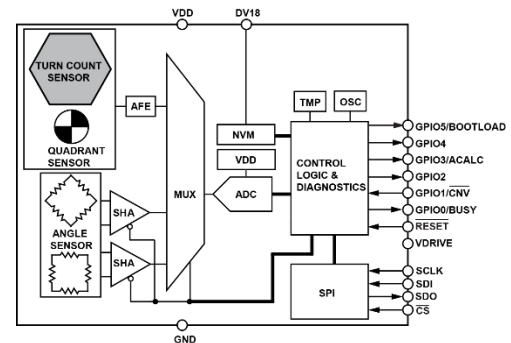 VDD
DV18
TURN COUNT
SENSOR
QUADRANT
SENSOR
AFE
ANGLE
SENSOR
SHA
SHA
MUX
NVM
VDD
ADC
TMP
OSC
CONTROL
LOGIC &
DIAGNOSTICS
SPI
GPIO5/BOOTLOAD
GPIO4
GPIO3/ACALC
GPIO2
GPIO1/CNV
GPIO0/BUSY
RESET
VDRIVE
SCLK
SDI
SDO
CS
GND